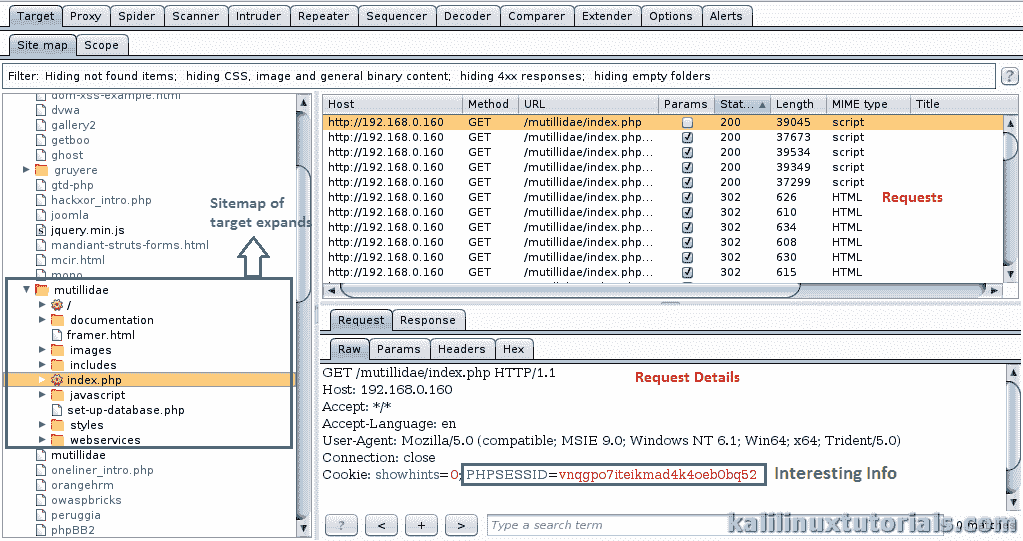 Target Proxy Spider Scanner Intruder Repeater Sequencer Decoder Comparer Extender Options Alerts
Site map Scope
Filter: Hiding not found items; hiding CSS, image and general binary content; hiding 4xx responses; hiding empty folders
?
dom-xss-example.html
dvwa
gallery2
getboo
ghost
gruyere
gtd-php
hackxor_intro.php
joomla
jquery.min.js
mandiant-struts-forms.html
mcir.html
mono
mutillidae
/
documentation
framer.html
images
includes
index.php
javascript
set-up-database.php
styles
webservices
mutillidae
oneliner_intro.php
orangehrm
owaspbricks
peruggia
phpBB2
Sitemap of
target expands
Host Method URL Params Stat... Length MIME type Title
http://192.168.0.160 GET /mutillidae/index.php 200 39045 script
http://192.168.0.160 GET /mutillidae/index.php... 200 37673 script
http://192.168.0.160 GET /mutillidae/index.php... 200 39534 script
http://192.168.0.160 GET /mutillidae/index.php... 200 39349 script
http://192.168.0.160 GET /mutillidae/index.php... 200 37299 script
http://192.168.0.160 GET /mutillidae/index.php... 302 626 HTML
http://192.168.0.160 GET /mutillidae/index.php... 302 610 HTML
http://192.168.0.160 GET /mutillidae/index.php... 302 634 HTML
http://192.168.0.160 GET /mutillidae/index.php... 302 608 HTML
http://192.168.0.160 GET /mutillidae/index.php... 302 630 HTML
http://192.168.0.160 GET /mutillidae/index.php... 302 615 HTML
Requests
Request Response
Raw Params Headers Hex
GET /mutillidae/index.php HTTP/1.1
Host: 192.168.0.160
Accept: */*
Accept-Language: en
User-Agent: Mozilla/5.0 (compatible; MSIE 9.0; Windows NT 6.1; Win64; x64; Trident/5.0)
Connection: close
Cookie: showhints=0; PHPSESSID=vnqgpo7iteikmad4k4oeb0bq52
Request Details
Interesting Info
? < + > Type a search term 0 matches
kalilinuxtutorials.com